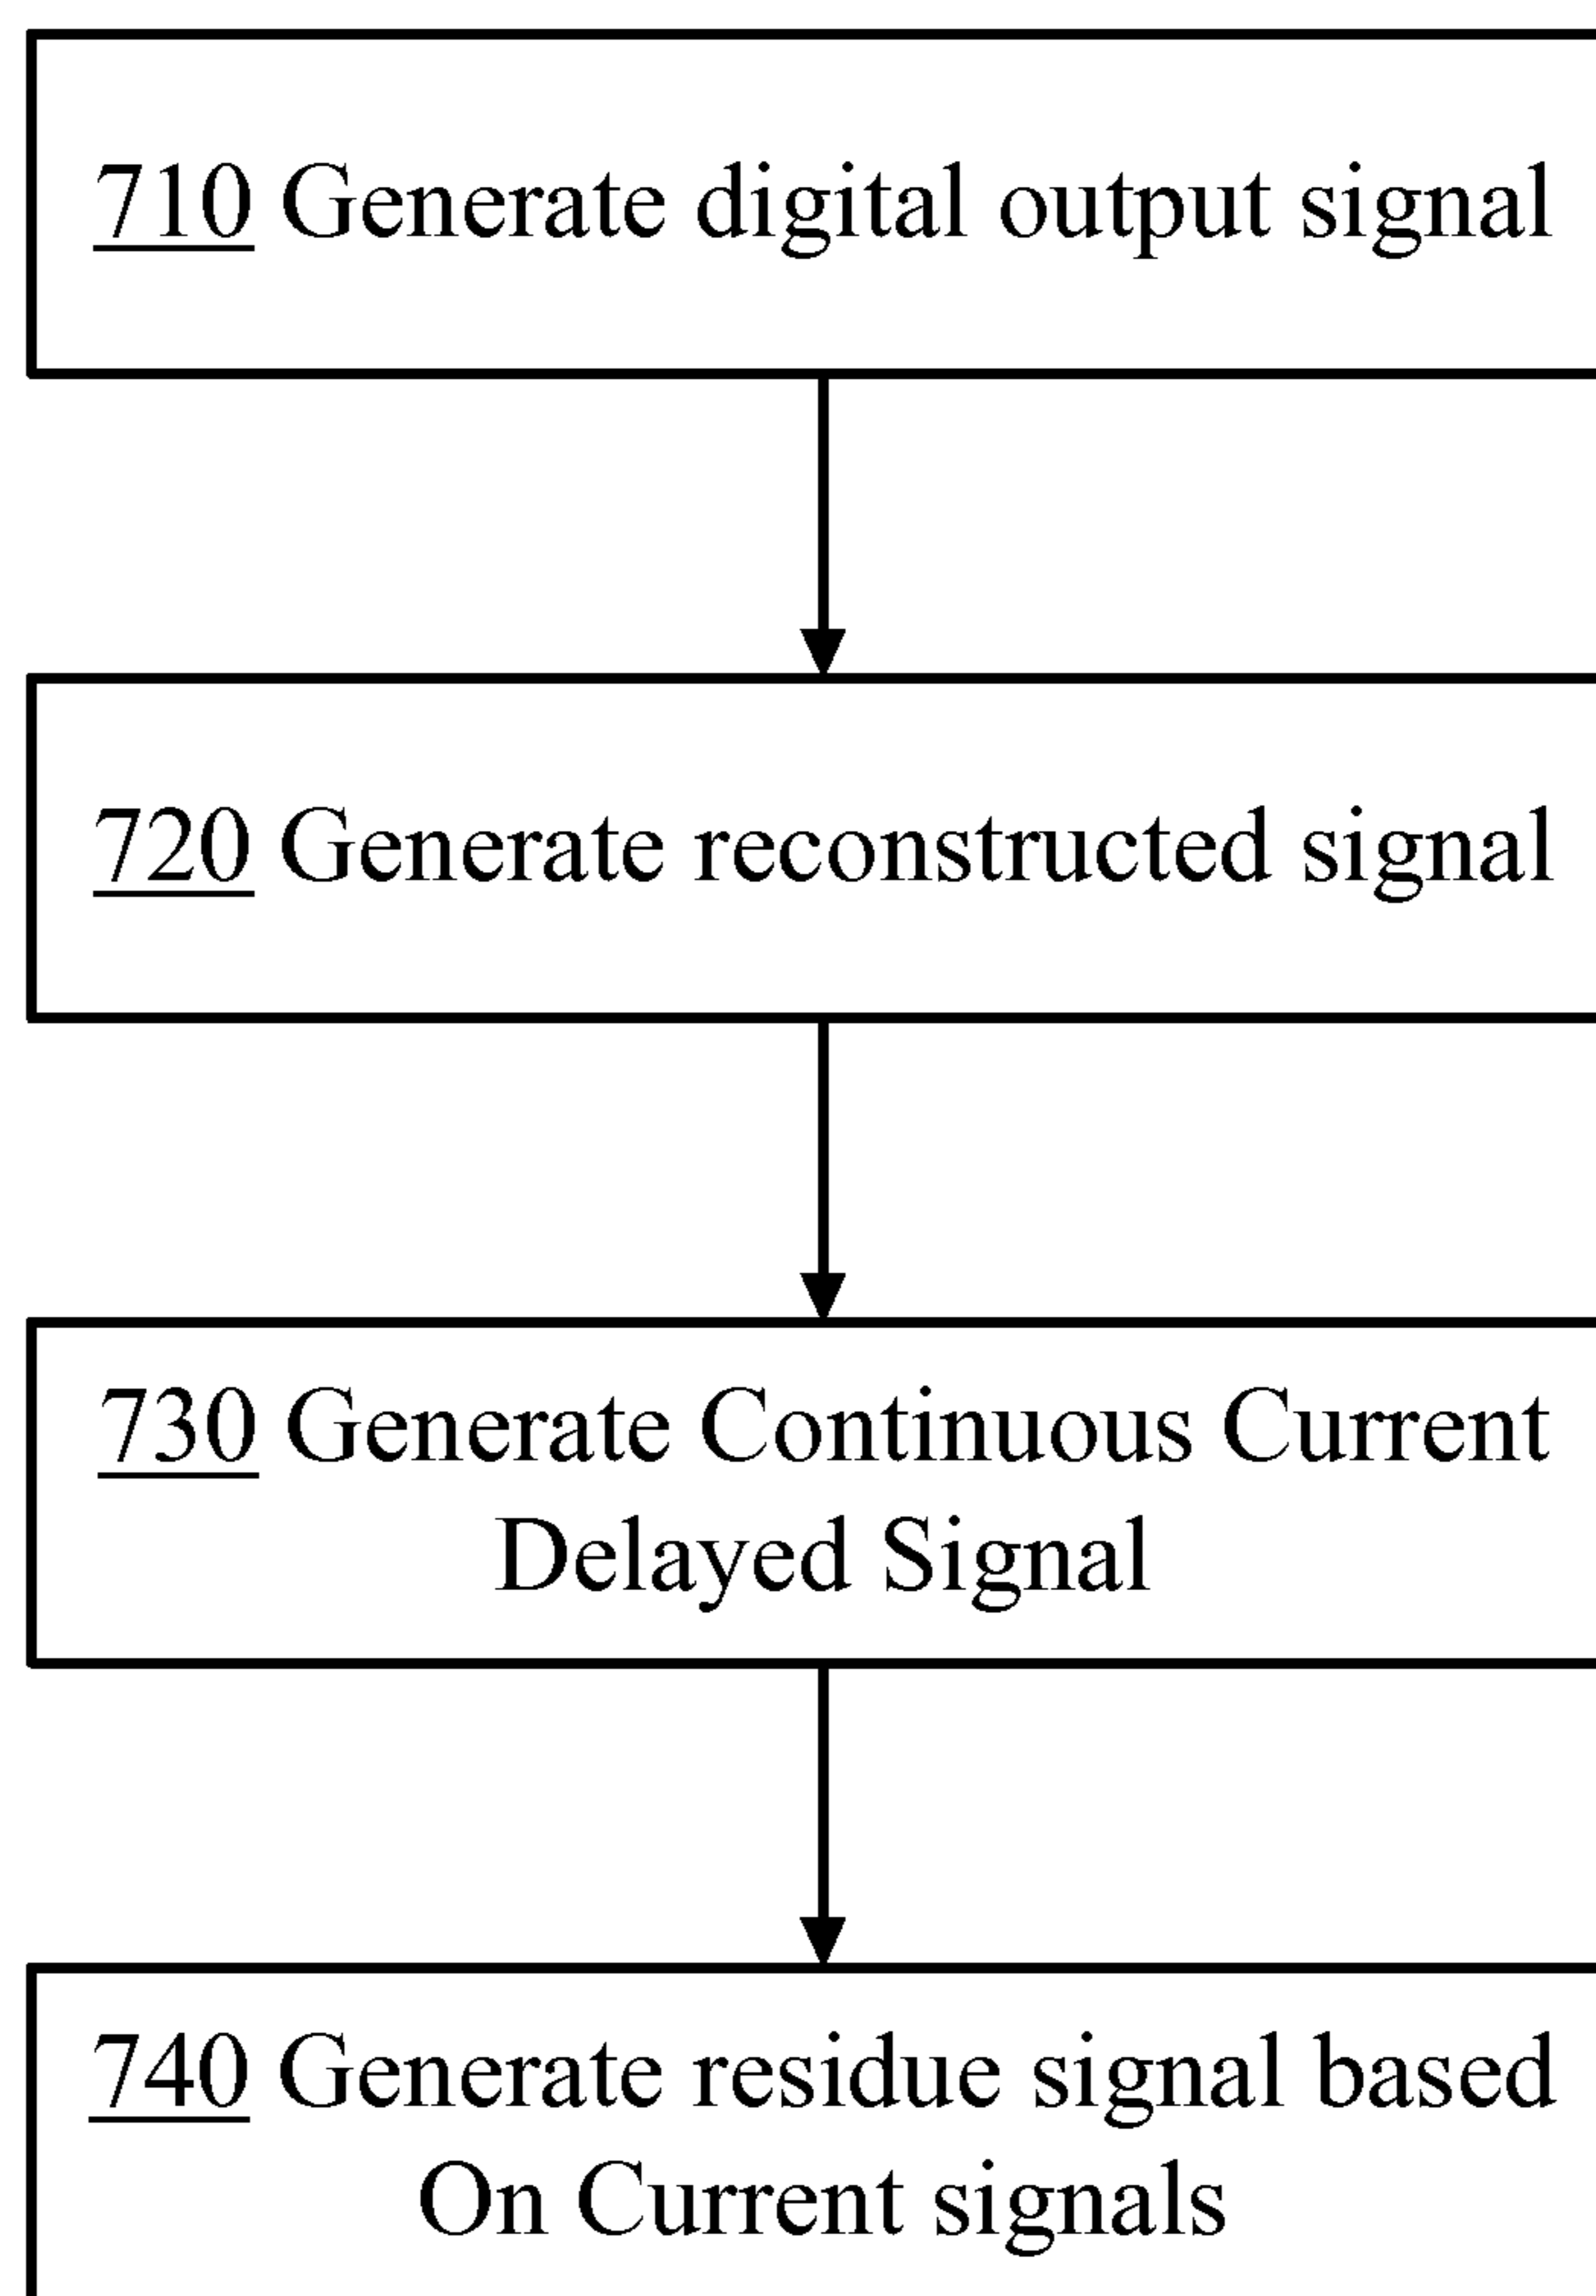 710 Generate digital output signal
720 Generate reconstructed signal
730 Generate Continuous Current
Delayed Signal
740 Generate residue signal based
On Current signals